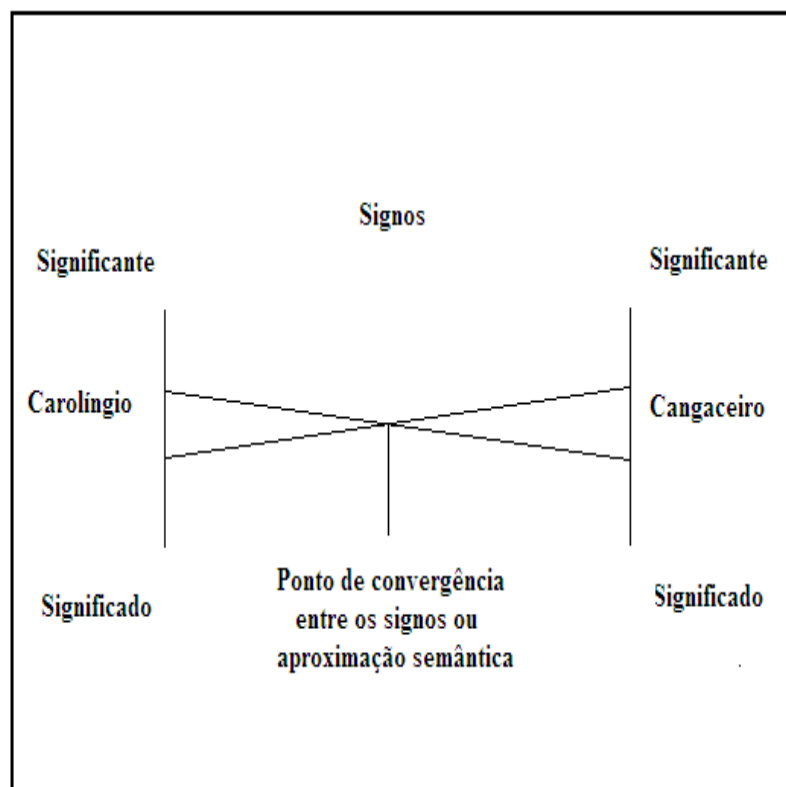 Signos
Significante
Significante
Carolíngio
Cangaceiro
Significado
Ponto de convergência
entre os signos ou
aproximação semântica
Significado